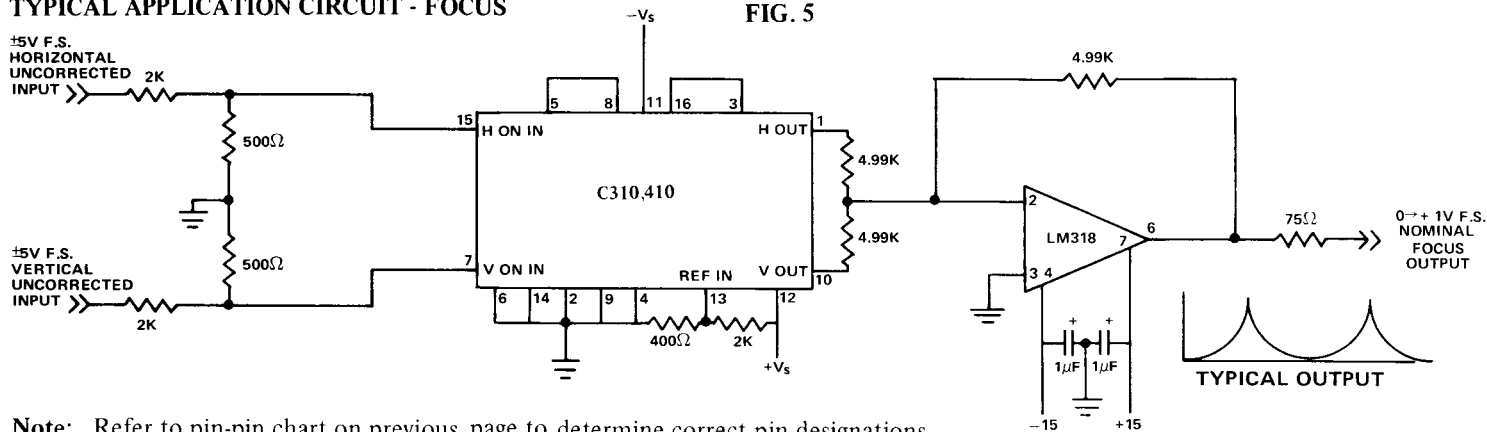 TYPICAL APPLICATION CIRCUIT - FOCUS
FIG. 5
±5V F.S.
HORIZONTAL
UNCORRECTED
INPUT
2K
500Ω
500Ω
±5V F.S.
VERTICAL
UNCORRECTED
INPUT
2K
-Vs
5
8
11
16
3
15
H ON IN
H OUT
1
C310,410
7
V ON IN
REF IN
V OUT
10
6
14
2
9
4
13
12
400Ω
2K
+Vs
4.99K
4.99K
4.99K
2
LM318
7
6
3
4
+
+
1µF
1µF
-15
+15
75Ω
0→+ 1V F.S.
NOMINAL
FOCUS
OUTPUT
TYPICAL OUTPUT
Note: Refer to pin-pin chart on previous page to determine correct pin designations